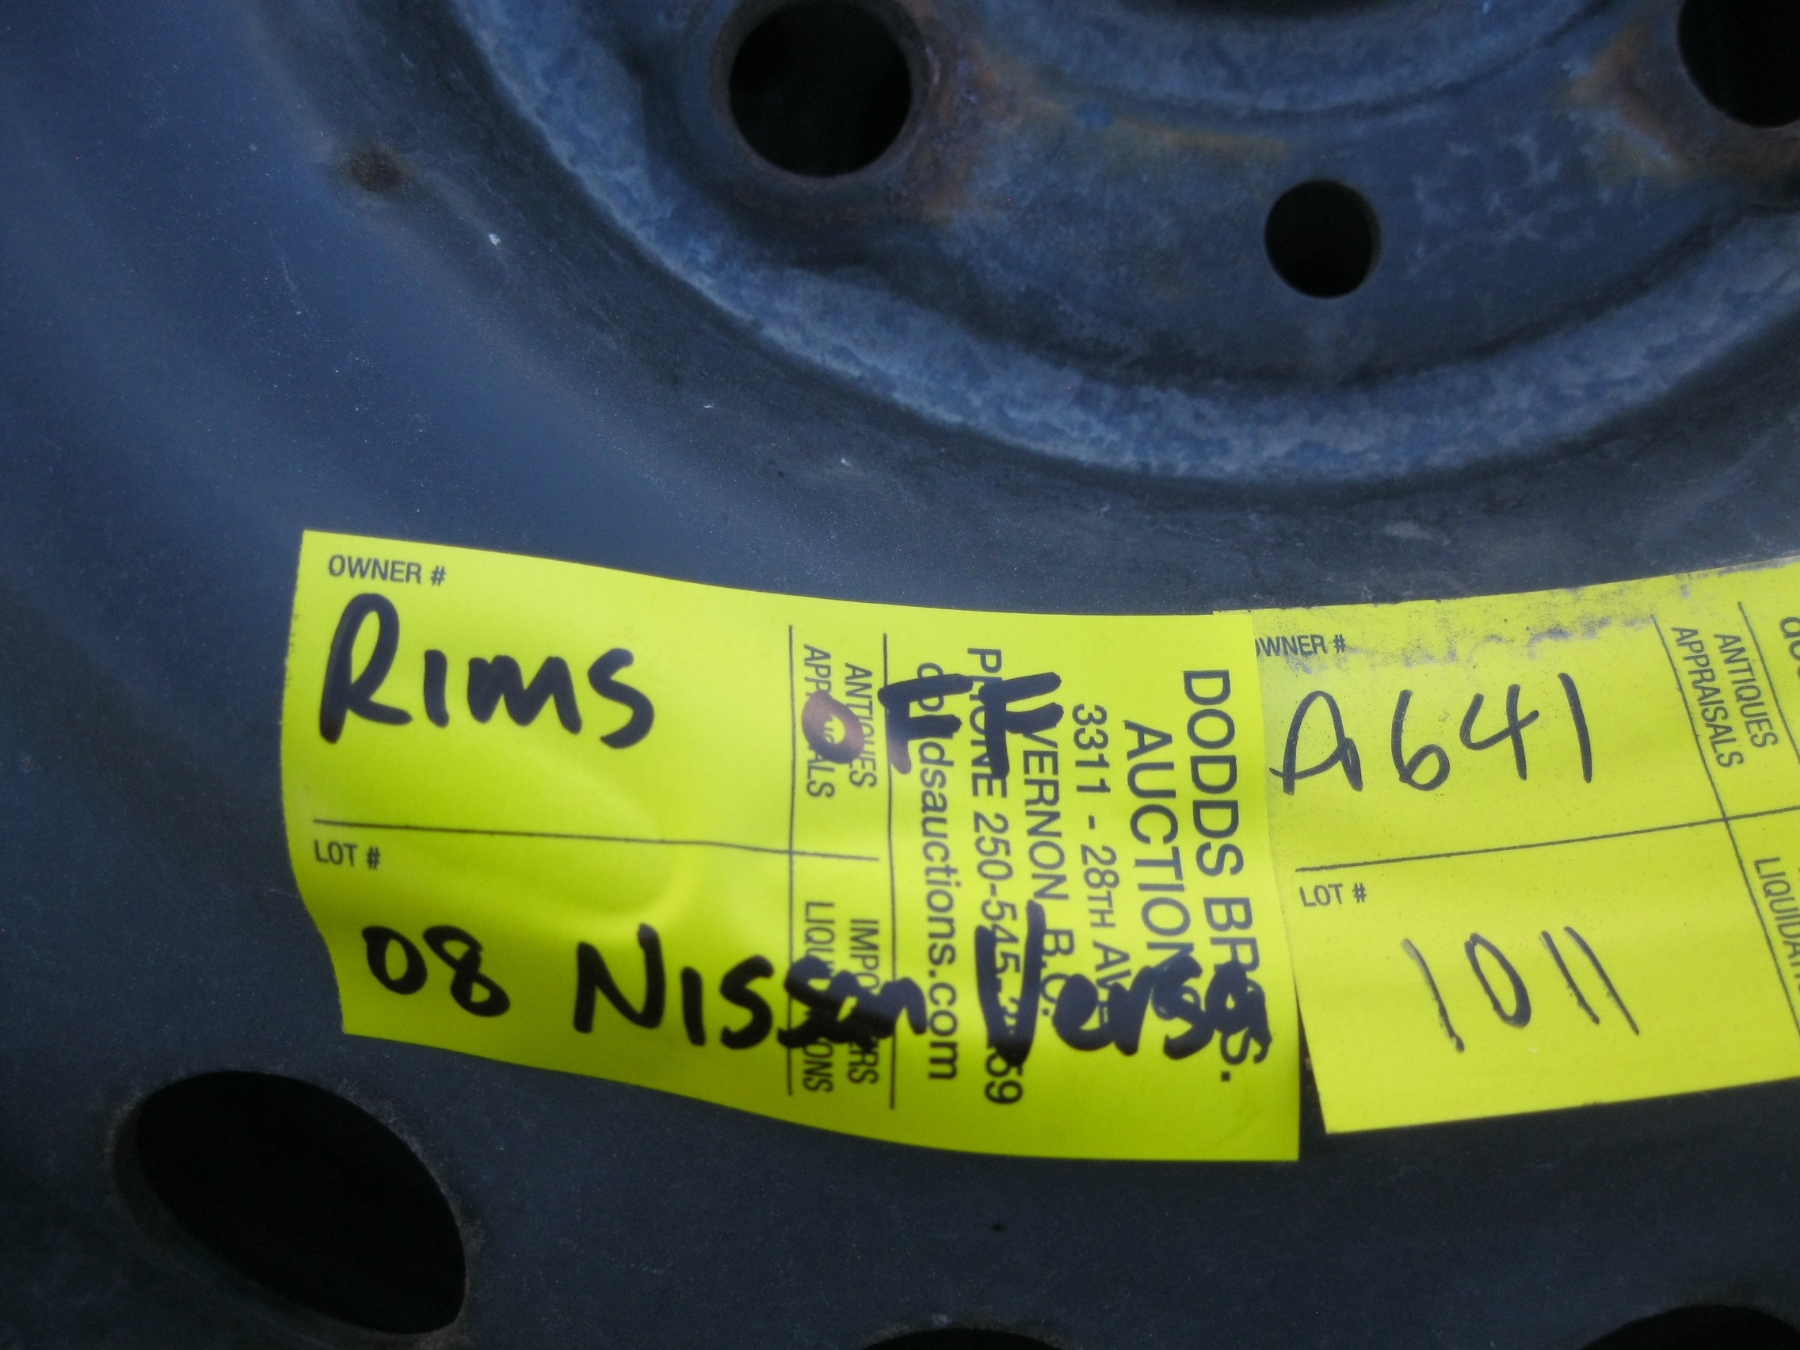 OWNER #
RIMS OFF
LOT #
08 NISSan Versa
ANTIQUES
APPRAISALS
IMPORTERS
LIQUIDATIONS
DODDS BROS.
AUCTION
3311 - 28TH AVE
VERNON, B.C.
PHONE 250-545-
doddsauctions.com
OWNER #
A641
LOT #
1011
ANTIQUES
APPRAISALS